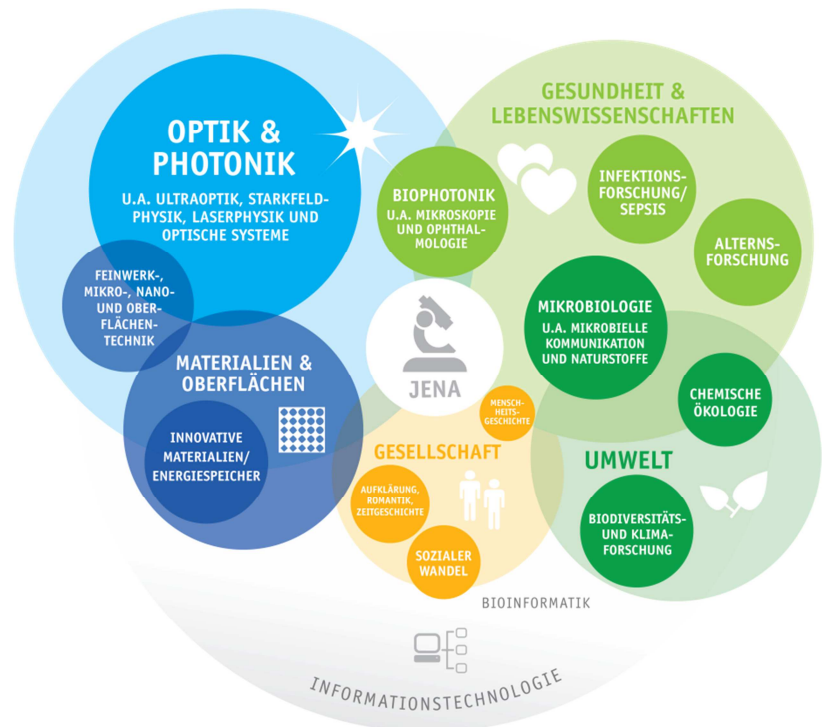 OPTIK &
PHOTONIK
U.A. ULTRAOPTIK, STARKFELD-
PHYSIK, LASERPHYSIK UND
OPTISCHE SYSTEME
GESUNDHEIT &
LEBENSWISSENSCHAFTEN
BIOPHOTONIK
U.A. MIKROSKOPIE
UND OPHTHAL-
MOLOGIE
INFEKTIONS-
FORSCHUNG/
SEPSIS
ALTERNS-
FORSCHUNG
FEINWERK-,
MIKRO-, NANO-
UND OBER-
FLÄCHEN-
TECHNIK
MIKROBIOLOGIE
U.A. MIKROBIELLE
KOMMUNIKATION
UND NATURSTOFFE
MATERIALIEN &
OBERFLÄCHEN
JENA
CHEMISCHE
ÖKOLOGIE
MENSCH-
HEITS-
GESCHICHTE
INNOVATIVE
MATERIALIEN/
ENERGIESPEICHER
GESELLSCHAFT
UMWELT
AUFKLÄRUNG,
ROMANTIK,
ZEITGESCHICHTE
BIODIVERSITÄTS-
UND KLIMA-
FORSCHUNG
SOZIALER
WANDEL
BIOINFORMATIK
INFORMATIONSTECHNOLOGIE